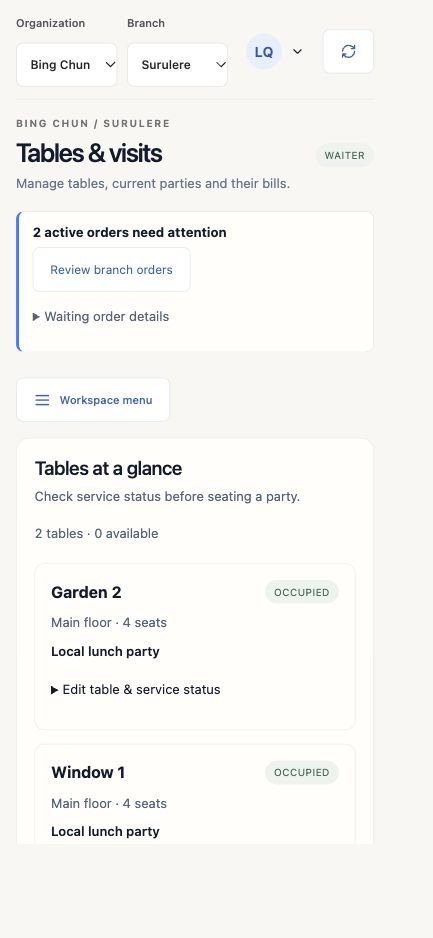 Organization
Branch
Bing Chun
Surulere
LQ
BING CHUN / SURULERE
Tables & visits
WAITER
Manage tables, current parties and their bills.
2 active orders need attention
Review branch orders
Waiting order details
Workspace menu
Tables at a glance
Check service status before seating a party.
2 tables · 0 available
Garden 2
OCCUPIED
Main floor · 4 seats
Local lunch party
Edit table & service status
Window 1
OCCUPIED
Main floor · 4 seats
Local lunch party